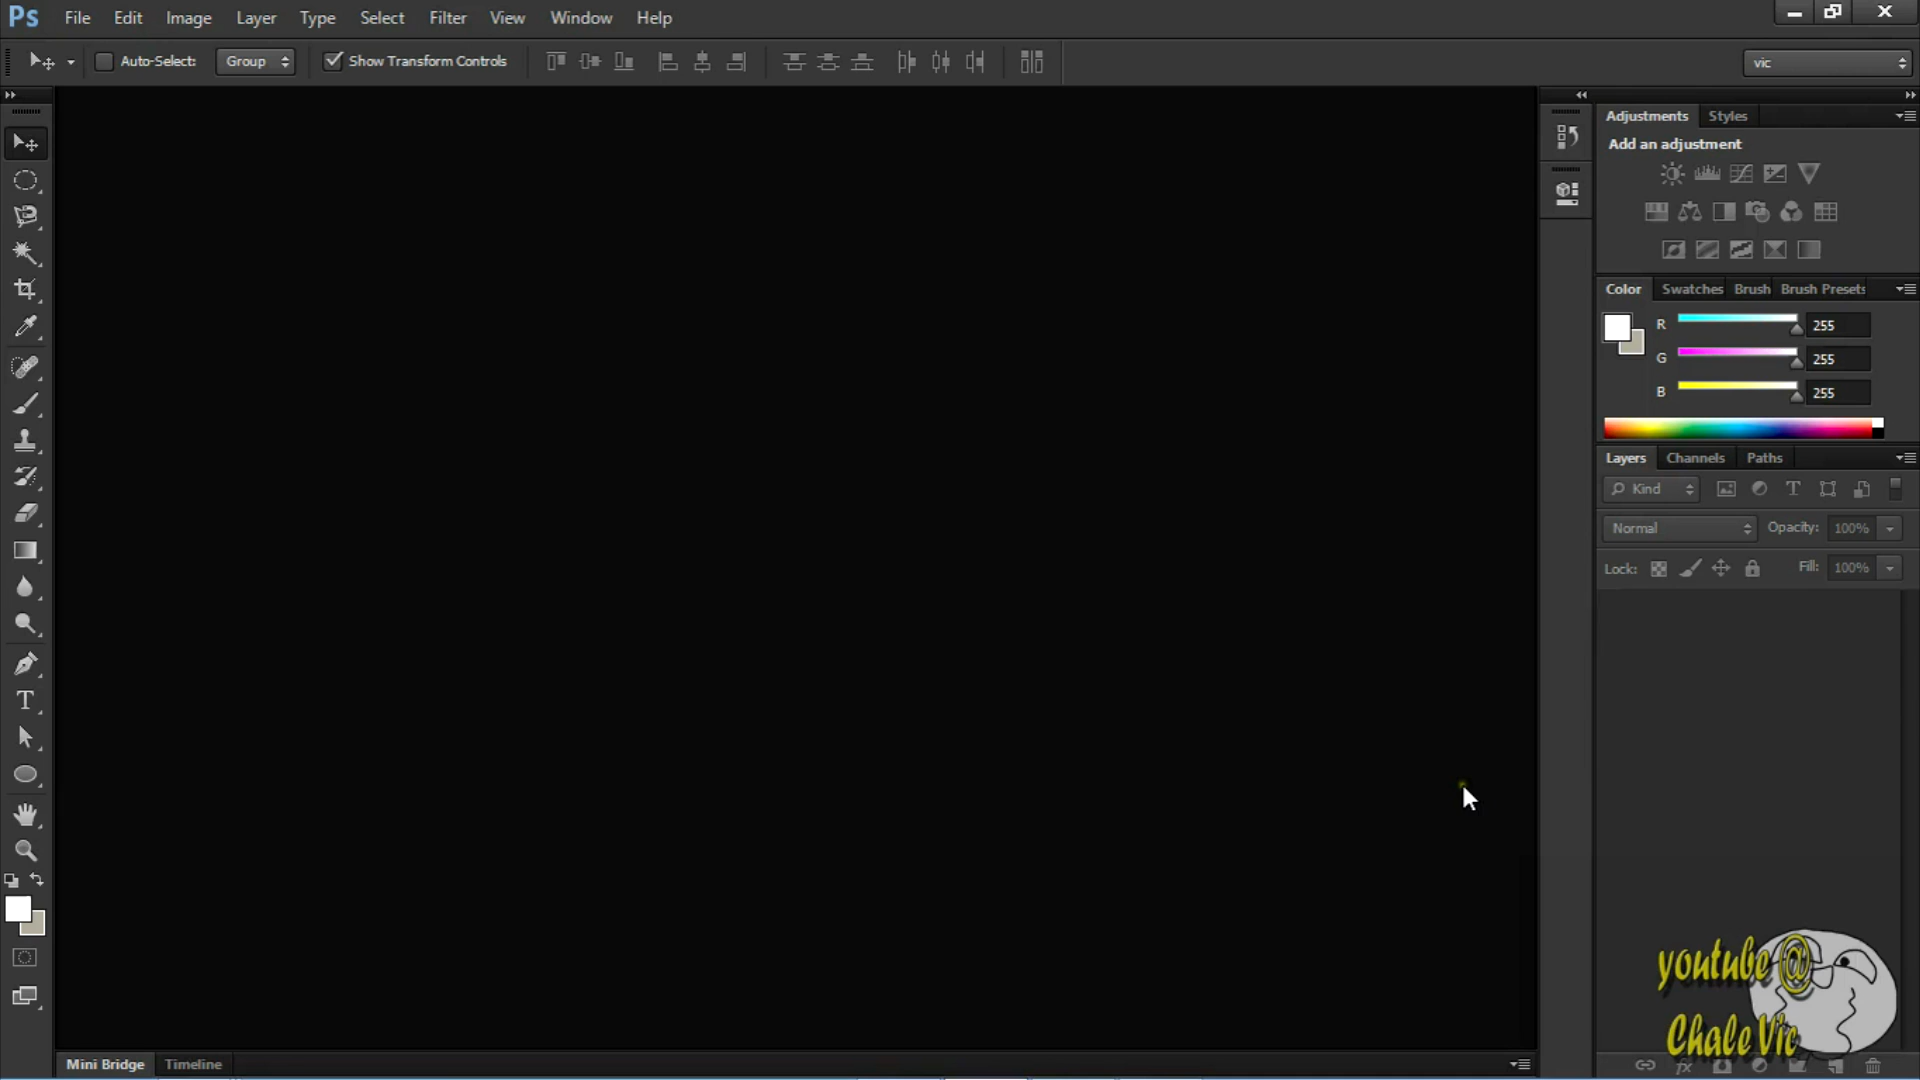 Ps File Edit Image Layer Type Select Filter View Window Help
Auto-Select: Group Show Transform Controls vic
Adjustments Styles
Add an adjustment
Color Swatches Brush Brush Presets
R 255
G 255
B 255
Layers Channels Paths
Kind T
Normal Opacity: 100%
Lock: Fill: 100%
T
youtube @
Chale Vic
Mini Bridge Timeline
fx